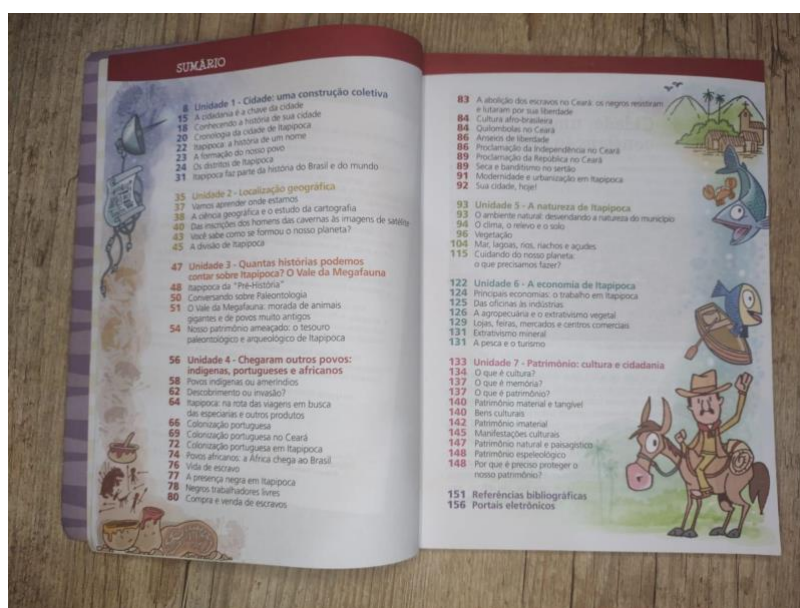 SUMÁRIO
8 Unidade 1 - Cidade: uma construção coletiva
15 A cidadania é a chave da cidade
18 Conhecendo a história de sua cidade
20 Cronologia da cidade de Itapipoca
22 Itapipoca: a história de um nome
23 A formação do nosso povo
24 Os distritos de Itapipoca
31 Itapipoca faz parte da história do Brasil e do mundo
35 Unidade 2 - Localização geográfica
37 Vamos aprender onde estamos
38 A ciência geográfica e o estudo da cartografia
40 Das inscrições dos homens das cavernas às imagens de satélite
43 Você sabe como se formou o nosso planeta?
45 A divisão de Itapipoca
47 Unidade 3 - Quantas histórias podemos
contar sobre Itapipoca? O Vale da Megafauna
48 Itapipoca da "Pré-História"
50 Conversando sobre Paleontologia
51 O Vale da Megafauna: morada de animais
gigantes e de povos muito antigos
54 Nosso patrimônio ameaçado: o tesouro
paleontológico e arqueológico de Itapipoca
56 Unidade 4 - Chegaram outros povos:
indígenas, portugueses e africanos
58 Povos indígenas ou ameríndios
62 Descobrimento ou invasão?
64 Itapipoca: na rota das viagens em busca
das especiarias e outros produtos
66 Colonização portuguesa
69 Colonização portuguesa no Ceará
72 Colonização portuguesa em Itapipoca
74 Povos africanos: a África chega ao Brasil
76 Vida de escravo
77 A presença negra em Itapipoca
78 Negros trabalhadores livres
80 Compra e venda de escravos
83 A abolição dos escravos no Ceará: os negros resistiram
e lutaram por sua liberdade
84 Cultura afro-brasileira
84 Quilombolas no Ceará
86 Anseios de liberdade
86 Proclamação da Independência no Ceará
89 Proclamação da República no Ceará
89 Seca e banditismo no sertão
91 Modernidade e urbanização em Itapipoca
92 Sua cidade, hoje!
93 Unidade 5 - A natureza de Itapipoca
93 O ambiente natural: desvendando a natureza do município
94 O clima, o relevo e o solo
96 Vegetação
104 Mar, lagoas, rios, riachos e açudes
115 Cuidando do nosso planeta:
o que precisamos fazer?
122 Unidade 6 - A economia de Itapipoca
124 Principais economias: o trabalho em Itapipoca
125 Das oficinas às indústrias
126 A agropecuária e o extrativismo vegetal
129 Lojas, feiras, mercados e centros comerciais
131 Extrativismo mineral
131 A pesca e o turismo
133 Unidade 7 - Patrimônio: cultura e cidadania
134 O que é cultura?
137 O que é memória?
137 O que é patrimônio?
140 Patrimônio material e tangível
140 Bens culturais
142 Patrimônio imaterial
145 Manifestações culturais
147 Patrimônio natural e paisagístico
148 Patrimônio espeleológico
148 Por que é preciso proteger o
nosso patrimônio?
151 Referências bibliográficas
156 Portais eletrônicos